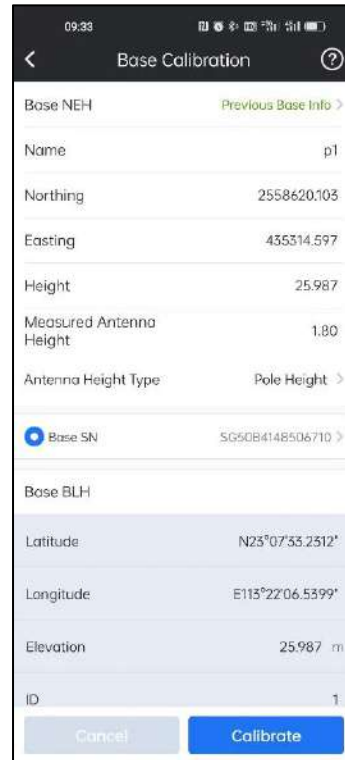 09:33
Base Calibration
Base NEH Previous Base Info >
Name p1
Northing 2558620.103
Easting 435314.597
Height 25.987
Measured Antenna
Height 1.80
Antenna Height Type Pole Height >
Base SN SG50B4148506710 >
Base BLH
Latitude N23°07'33.2312"
Longitude E113°22'06.5399"
Elevation 25.987 m
ID 1
Cancel Calibrate